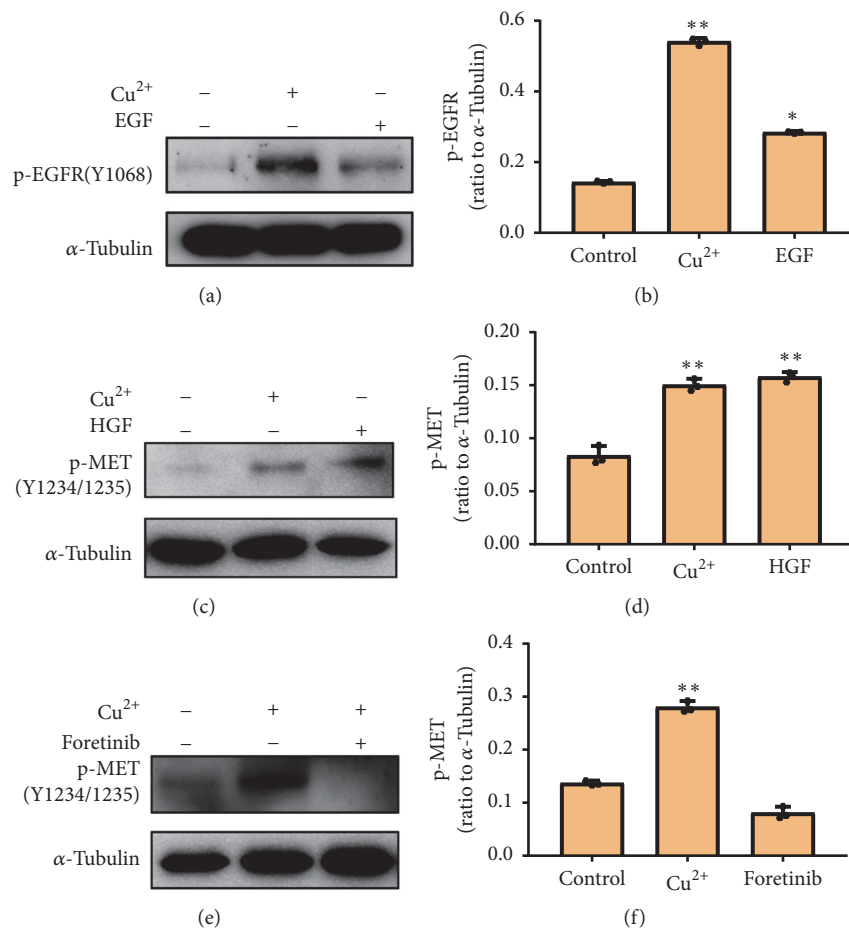 Cu²⁺ – + –
EGF – – +
p-EGFR(Y1068)
α-Tubulin
(a)
0.6
0.4
0.2
0.0
p-EGFR
(ratio to α-Tubulin)
**
*
Control Cu²⁺ EGF
(b)
Cu²⁺ – + –
HGF – – +
p-MET
(Y1234/1235)
α-Tubulin
(c)
0.20
0.15
0.10
0.05
0.00
p-MET
(ratio to α-Tubulin)
** **
Control Cu²⁺ HGF
(d)
Cu²⁺ – + +
Foretinib – – +
p-MET
(Y1234/1235)
α-Tubulin
(e)
0.4
0.3
0.2
0.1
0.0
p-MET
(ratio to α-Tubulin)
**
Control Cu²⁺ Foretinib
(f)